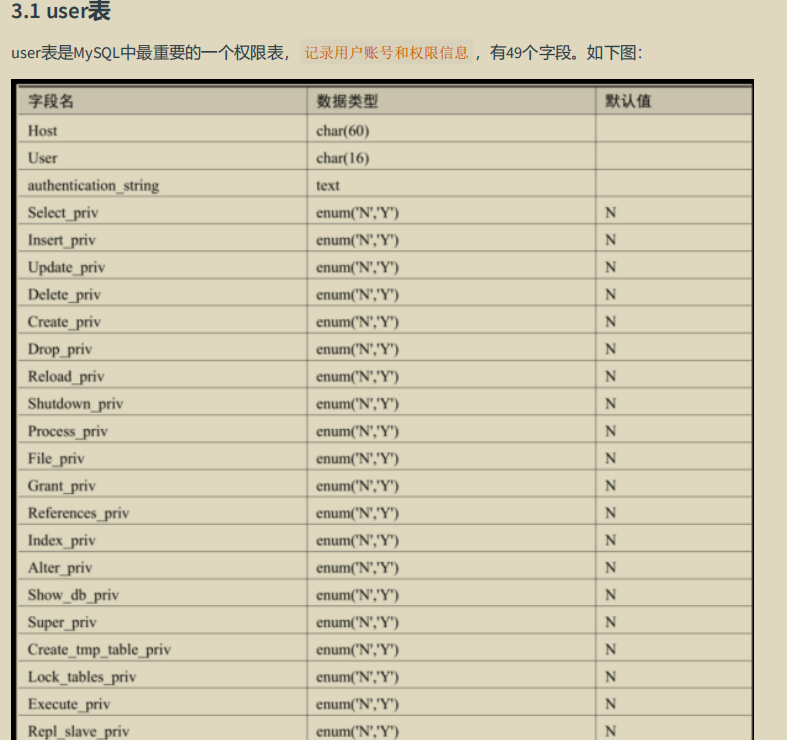 3.1 user表
user表是MySQL中最重要的一个权限表， 记录用户账号和权限信息 ，有49个字段。如下图：
字段名 数据类型 默认值
Host char(60)
User char(16)
authentication_string text
Select_priv enum('N','Y') N
Insert_priv enum('N','Y') N
Update_priv enum('N','Y') N
Delete_priv enum('N','Y') N
Create_priv enum('N','Y') N
Drop_priv enum('N','Y') N
Reload_priv enum('N','Y') N
Shutdown_priv enum('N','Y') N
Process_priv enum('N','Y') N
File_priv enum('N','Y') N
Grant_priv enum('N','Y') N
References_priv enum('N','Y') N
Index_priv enum('N','Y') N
Alter_priv enum('N','Y') N
Show_db_priv enum('N','Y') N
Super_priv enum('N','Y') N
Create_tmp_table_priv enum('N','Y') N
Lock_tables_priv enum('N','Y') N
Execute_priv enum('N','Y') N
Repl_slave_priv enum('N','Y') N